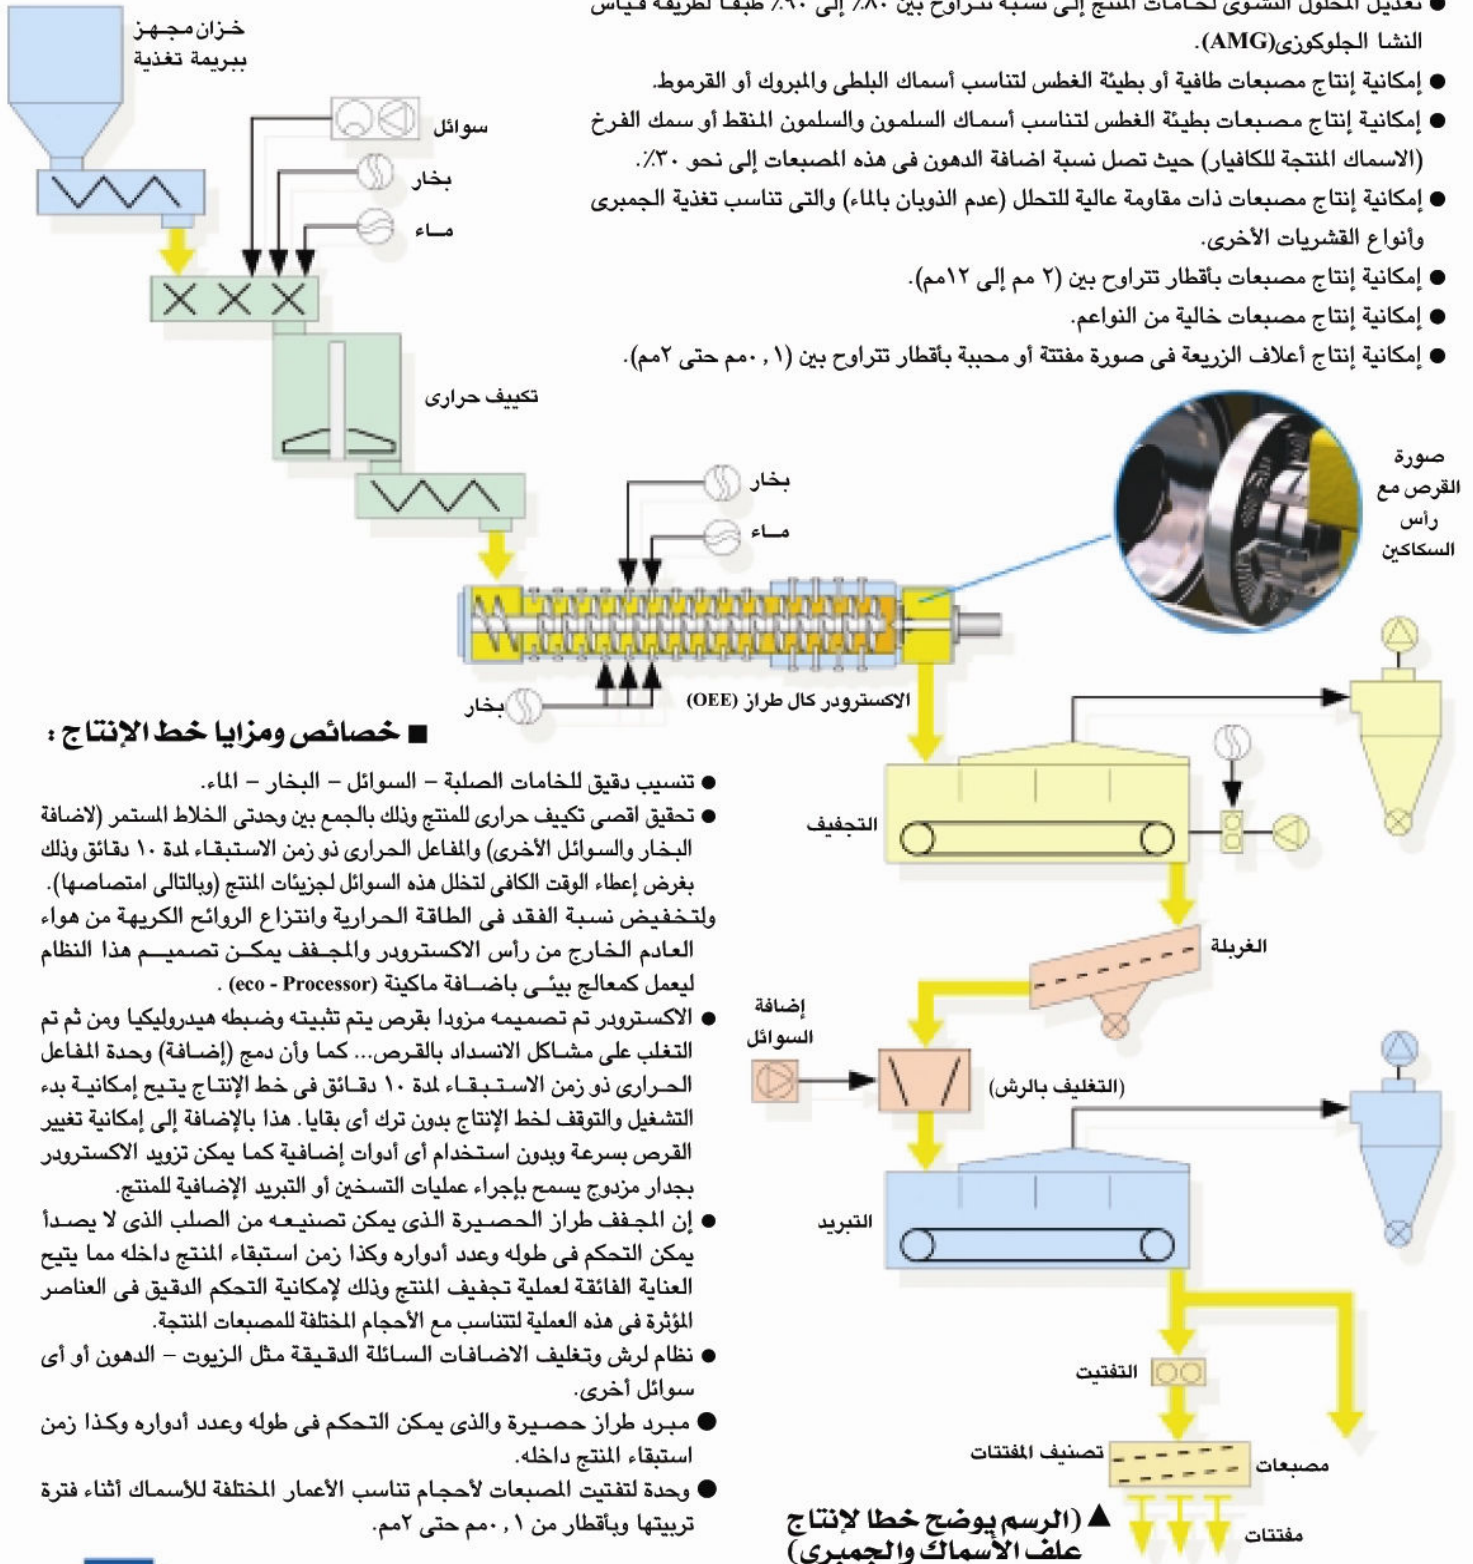 ● تعديل المحلول النشوى لخامات المنتج إلى نسبة تتراوح بين ٨٠٪ إلى ٩٠٪ طبقا لطريقة قياس
النشا الجلوكوزى(AMG).
● إمكانية إنتاج مصبعات طافية أو بطيئة الغطس لتناسب أسماك البلطى والمبروك أو القرموط.
● إمكانية إنتاج مصبعات بطيئة الغطس لتناسب أسماك السلمون والسلمون المنقط أو سمك الفرخ
(الاسماك المنتجة للكافيار) حيث تصل نسبة اضافة الدهون فى هذه المصبعات إلى نحو ٣٠٪.
● إمكانية إنتاج مصبعات ذات مقاومة عالية للتحلل (عدم الذوبان بالماء) والتى تناسب تغذية الجمبرى
وأنواع القشريات الأخرى.
● إمكانية إنتاج مصبعات بأقطار تتراوح بين (٢ مم إلى ١٢مم).
● إمكانية إنتاج مصبعات خالية من النواعم.
● إمكانية إنتاج أعلاف الزريعة فى صورة مفتتة أو محببة بأقطار تتراوح بين (٠,١مم حتى ٢مم).
خزان مجهز
ببريمة تغذية
سوائل
بخار
مـاء
تكييف حرارى
بخار
مـاء
صورة
القرص مع
رأس
السكاكين
الاكسترودر كال طراز (OEE)
بخار
■ خصائص ومزايا خط الإنتاج :
● تنسيب دقيق للخامات الصلبة – السوائل – البخار – الماء.
● تحقيق اقصى تكييف حرارى للمنتج وذلك بالجمع بين وحدتى الخلاط المستمر (لاضافة
البخار والسوائل الأخرى) والمفاعل الحرارى ذو زمن الاستبقاء لمدة ١٠ دقائق وذلك
بغرض إعطاء الوقت الكافى لتخلل هذه السوائل لجزيئات المنتج (وبالتالى امتصاصها).
ولتخفيض نسبة الفقد فى الطاقة الحرارية وانتزاع الروائح الكريهة من هواء
العادم الخارج من رأس الاكسترودر والمجفف يمكن تصميم هذا النظام
ليعمل كمعالج بيئى باضافة ماكينة (eco - Processor) .
● الاكسترودر تم تصميمه مزودا بقرص يتم تثبيته وضبطه هيدروليكيا ومن ثم تم
التغلب على مشاكل الانسداد بالقرص... كما وأن دمج (إضافة) وحدة المفاعل
الحرارى ذو زمن الاستبقاء لمدة ١٠ دقائق فى خط الإنتاج يتيح إمكانية بدء
التشغيل والتوقف لخط الإنتاج بدون ترك أى بقايا. هذا بالإضافة إلى إمكانية تغيير
القرص بسرعة وبدون استخدام أى أدوات إضافية كما يمكن تزويد الاكسترودر
بجدار مزدوج يسمح بإجراء عمليات التسخين أو التبريد الإضافية للمنتج.
● إن المجفف طراز الحصيرة الذى يمكن تصنيعه من الصلب الذى لا يصدأ
يمكن التحكم فى طوله وعدد أدواره وكذا زمن استبقاء المنتج داخله مما يتيح
العناية الفائقة لعملية تجفيف المنتج وذلك لإمكانية التحكم الدقيق فى العناصر
المؤثرة فى هذه العملية لتتناسب مع الأحجام المختلفة للمصبعات المنتجة.
● نظام لرش وتغليف الاضافات السائلة الدقيقة مثل الزيوت – الدهون أو أى
سوائل أخرى.
● مبرد طراز حصيرة والذى يمكن التحكم فى طوله وعدد أدواره وكذا زمن
استبقاء المنتج داخله.
● وحدة لتفتيت المصبعات لأحجام تناسب الأعمار المختلفة للأسماك أثناء فترة
تربيتها وبأقطار من ٠,١مم حتى ٢مم.
التجفيف
الغربلة
إضافة
السوائل
(التغليف بالرش)
التبريد
التفتيت
تصنيف المفتتات
مصبعات
مفتتات
▲ (الرسم يوضح خطا لإنتاج
علف الأسماك والجمبرى)